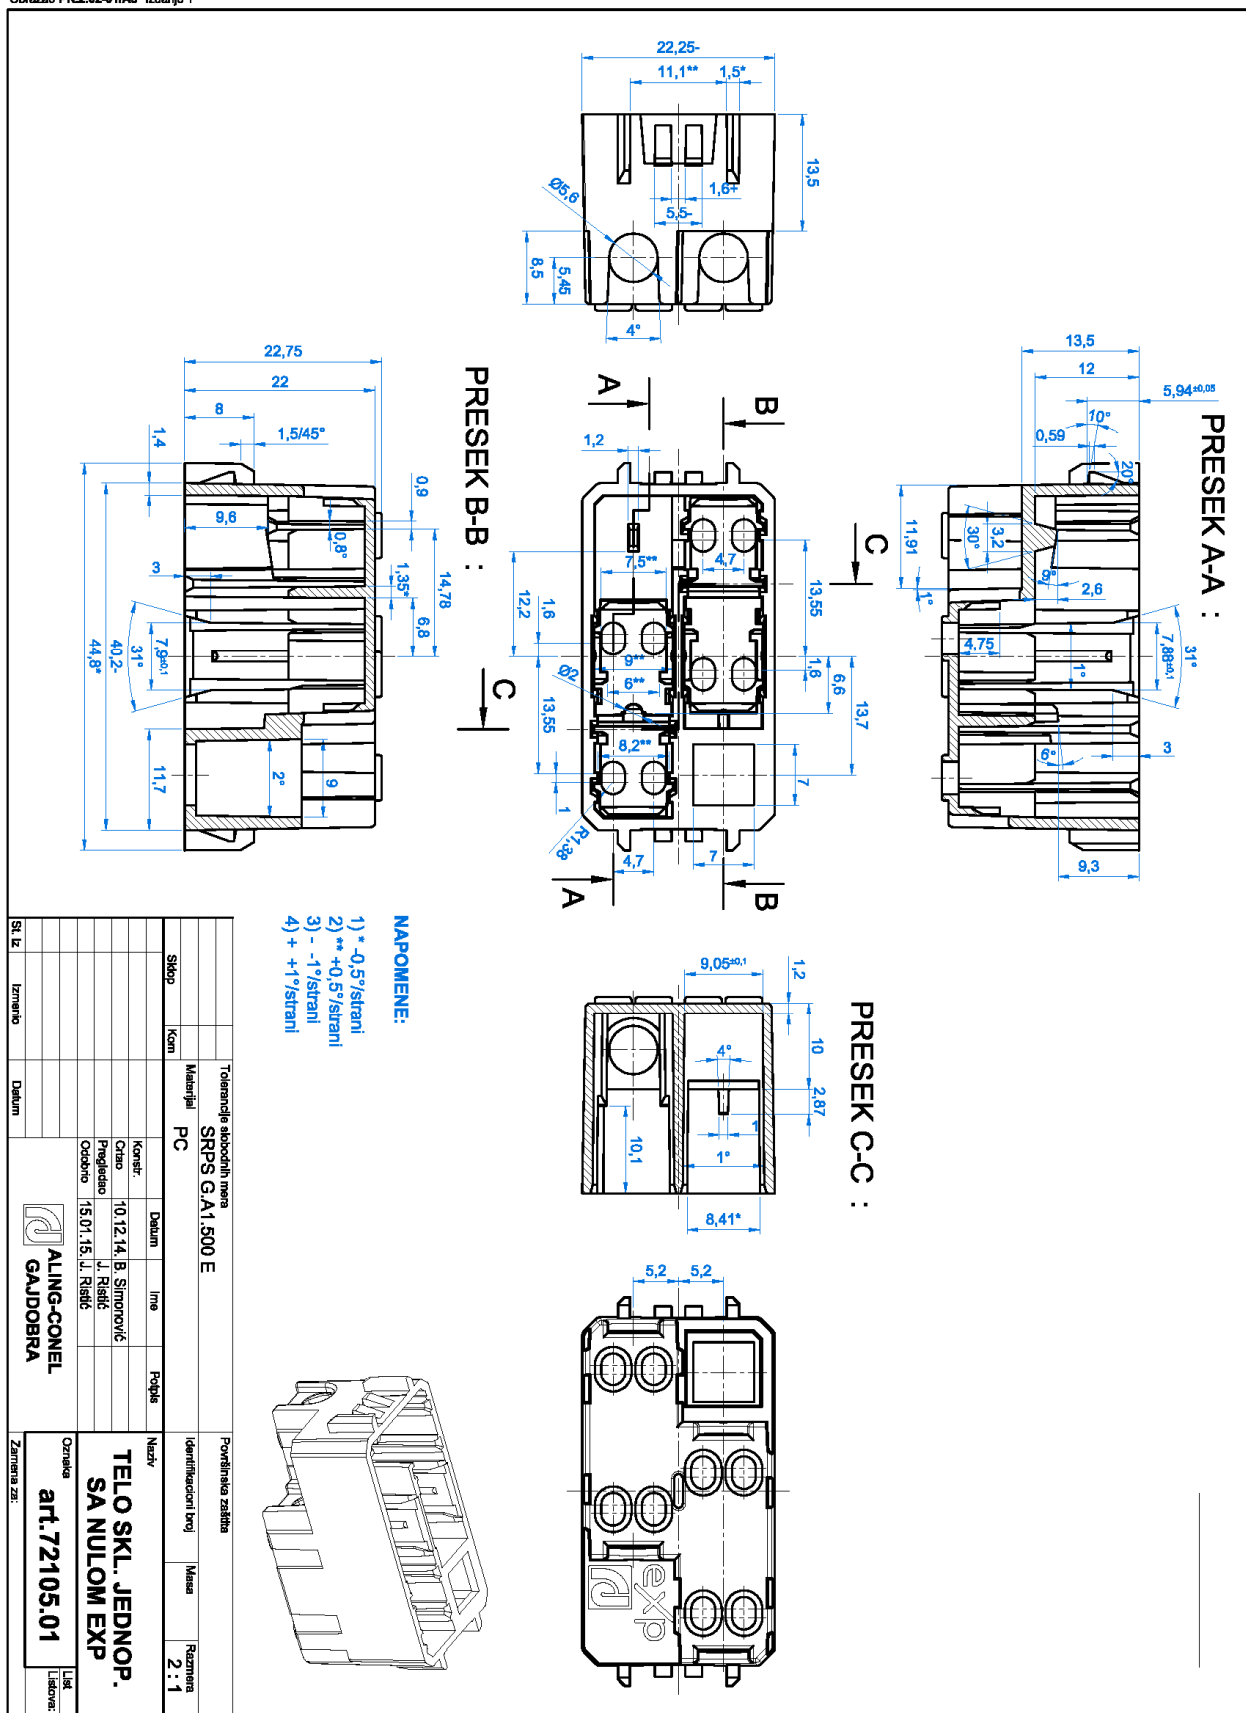 22,25-
11,1**
1,5*
13,5
Ø5,6
1,6+
5,5-
8,5
5,45
4°
PRESEK A-A :
13,5
12
5,94±0,05
10°
0,59
20°
11,91
30°
3,2
9°
2,6
1°
4.75
1°
7,88±0,1
31°
6°
3
9,3
PRESEK B-B :
22,75
22
8
1,5/45°
1,4
0,9
9,6
0,8°
3
1,35*
14,78
6,8
31°
7,9±0,1
40,2-
44,8*
11,7
2°
9
A
B
1,2
C
7,5**
4,7
12,2
1,6
13,55
9**
1,6
6,6
Ø2
6**
13,7
C
13,55
8,2**
7
1
R1,38
4,7
7
A
B
PRESEK C-C :
9,05±0,1
1,2
10
4°
2,87
1
10,1
1°
8,41*
5,2
5,2
exp
NAPOMENE:
1) * -0,5°/strani
2) ** +0,5°/strani
3) - -1°/strani
4) + +1°/strani
Tolerancije slobodnih mera
SRPS G.A1.500 E
Površinska zaštita
Sklop
Kom
Materijal
PC
Identifikacioni broj
Masa
Razmera
2 : 1
Datum
Ime
Potpis
Konstr.
Crtao
10.12.14.
B. Simonović
Pregledao
J. Ristić
Odobrio
15.01.15.
J. Ristić
Naziv
TELO SKL. JEDNOP.
SA NULOM EXP
ALING-CONEL
GAJDOBRA
Oznaka
art.72105.01
List
Listova:
St. Iz
Izmenio
Datum
Zamena za: